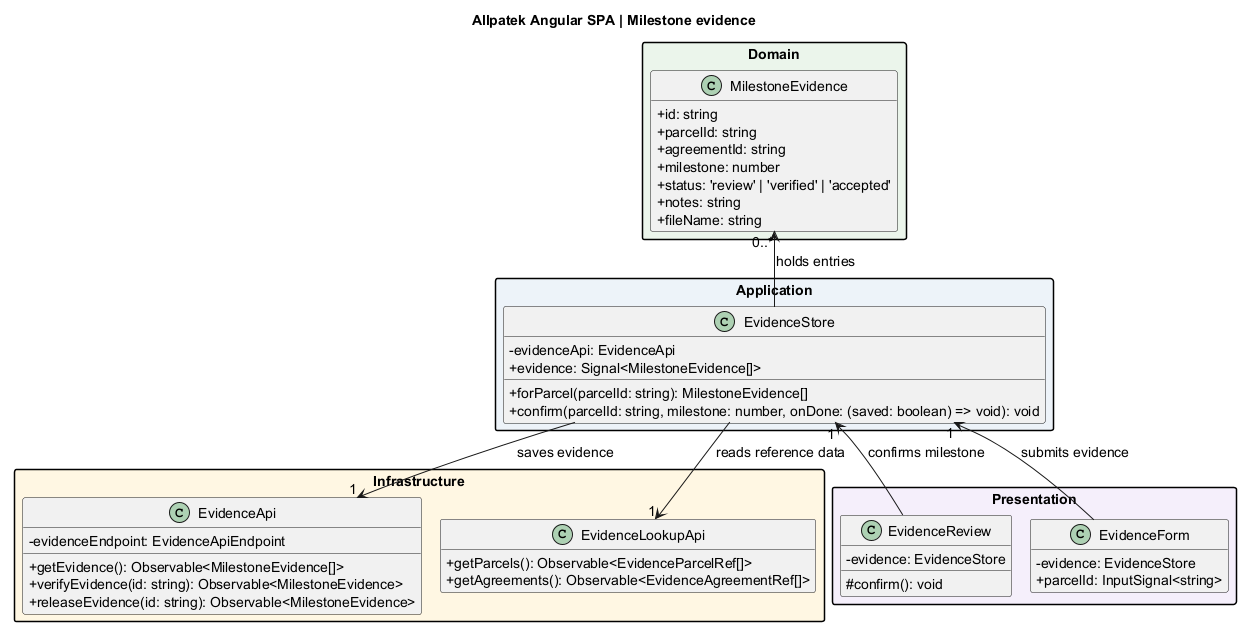 Allpatek Angular SPA | Milestone evidence
Domain
C MilestoneEvidence
+id: string
+parcelId: string
+agreementId: string
+milestone: number
+status: 'review' | 'verified' | 'accepted'
+notes: string
+fileName: string
0..
holds entries
Application
C EvidenceStore
-evidenceApi: EvidenceApi
+evidence: Signal<MilestoneEvidence[]>
+forParcel(parcelId: string): MilestoneEvidence[]
+confirm(parcelId: string, milestone: number, onDone: (saved: boolean) => void): void
1
1
saves evidence
reads reference data
confirms milestone
submits evidence
Infrastructure
1
C EvidenceApi
-evidenceEndpoint: EvidenceApiEndpoint
+getEvidence(): Observable<MilestoneEvidence[]>
+verifyEvidence(id: string): Observable<MilestoneEvidence>
+releaseEvidence(id: string): Observable<MilestoneEvidence>
1
C EvidenceLookupApi
+getParcels(): Observable<EvidenceParcelRef[]>
+getAgreements(): Observable<EvidenceAgreementRef[]>
Presentation
C EvidenceReview
-evidence: EvidenceStore
#confirm(): void
C EvidenceForm
-evidence: EvidenceStore
+parcelId: InputSignal<string>